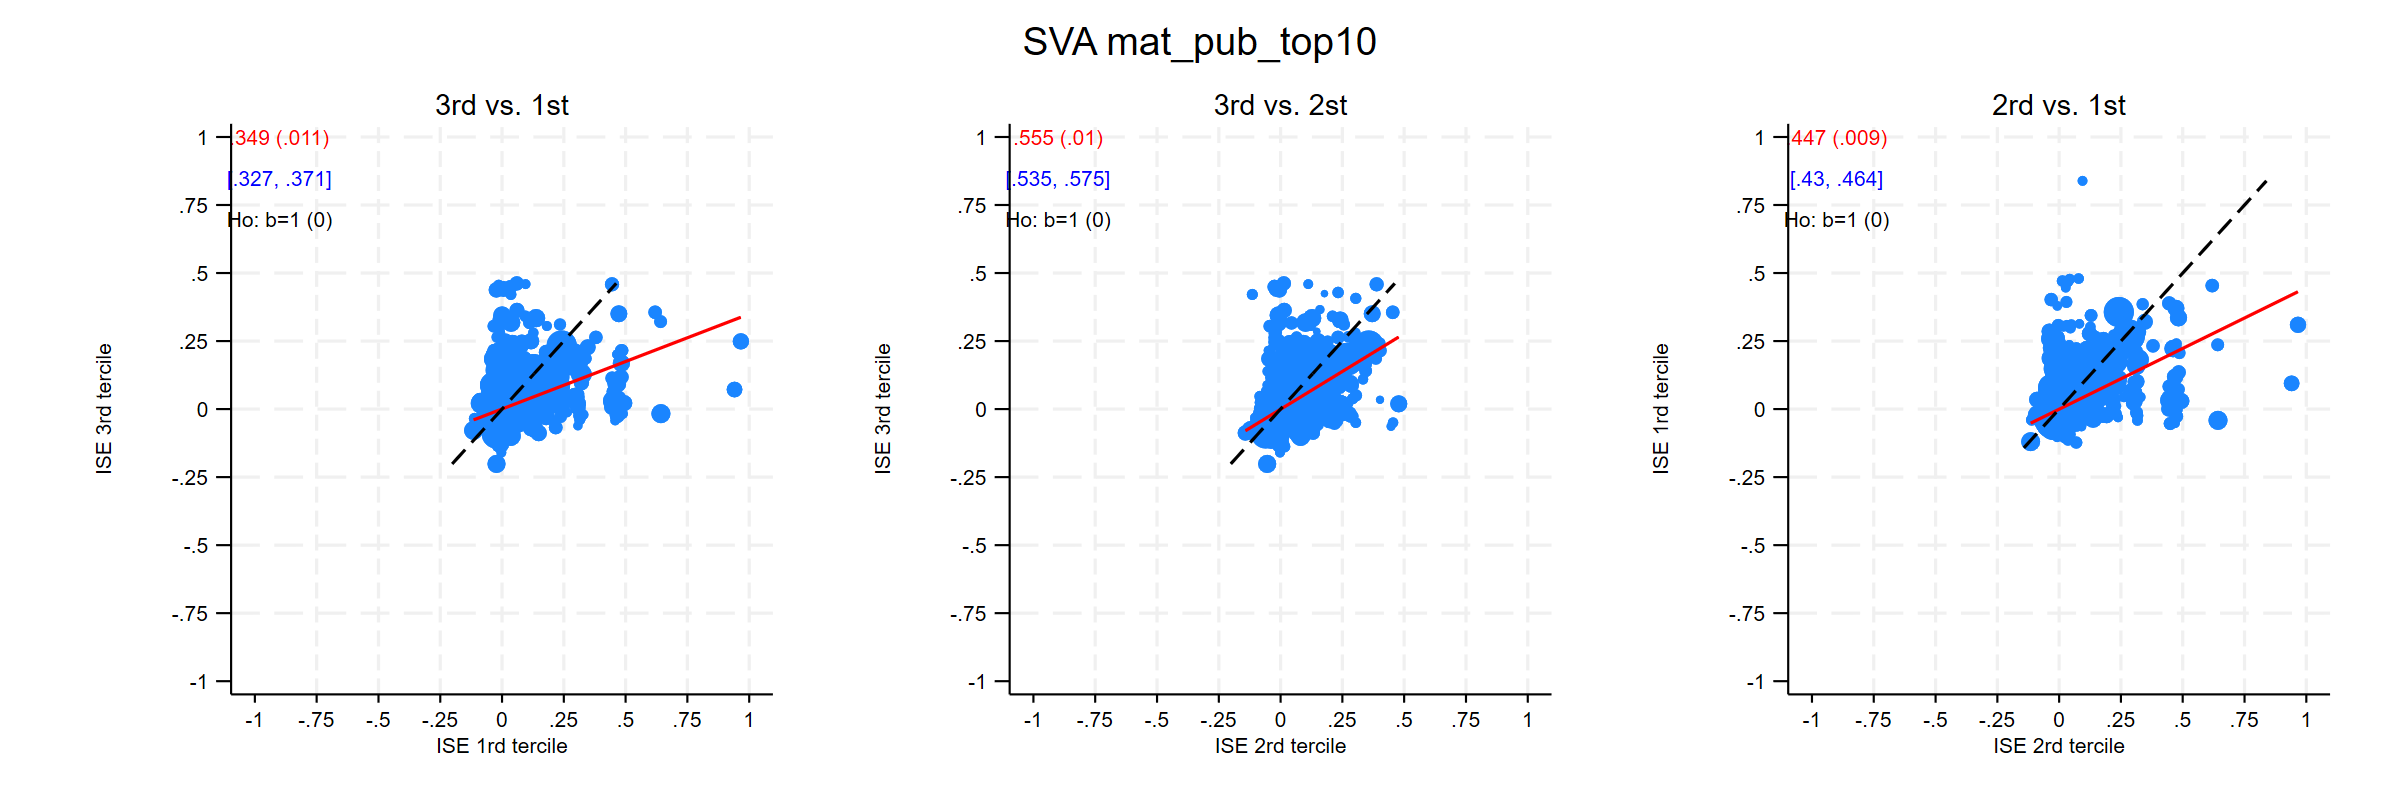 SVA mat_pub_top10
3rd vs. 1st
.349 (.011)
[.327, .371]
Ho: b=1 (0)
1
.75
.5
.25
0
-.25
-.5
-.75
-1
ISE 3rd tercile
-1 -.75 -.5 -.25 0 .25 .5 .75 1
ISE 1rd tercile
3rd vs. 2st
.555 (.01)
[.535, .575]
Ho: b=1 (0)
1
.75
.5
.25
0
-.25
-.5
-.75
-1
ISE 3rd tercile
-1 -.75 -.5 -.25 0 .25 .5 .75 1
ISE 2rd tercile
2rd vs. 1st
.447 (.009)
[.43, .464]
Ho: b=1 (0)
1
.75
.5
.25
0
-.25
-.5
-.75
-1
ISE 1rd tercile
-1 -.75 -.5 -.25 0 .25 .5 .75 1
ISE 2rd tercile